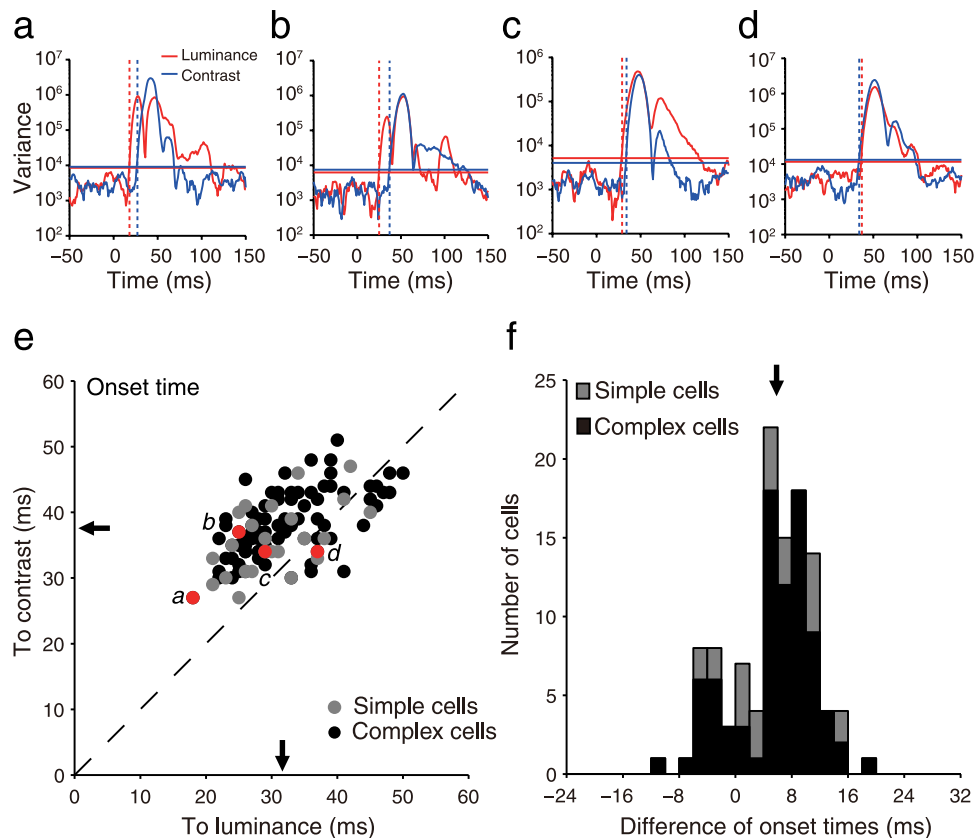 a
b
c
d
Variance
10⁷
10⁶
10⁵
10⁴
10³
10²
Luminance
Contrast
−50 0 50 100 150
Time (ms)
10⁷
10⁶
10⁵
10⁴
10³
10²
−50 0 50 100 150
Time (ms)
10⁶
10⁵
10⁴
10³
10²
−50 0 50 100 150
Time (ms)
10⁷
10⁶
10⁵
10⁴
10³
10²
−50 0 50 100 150
Time (ms)
e
Onset time
To contrast (ms)
60
50
40
30
20
10
0
b
d
c
a
Simple cells
Complex cells
0 10 20 30 40 50 60
To luminance (ms)
f
Simple cells
Complex cells
Number of cells
25
20
15
10
5
0
−24 −16 −8 0 8 16 24 32
Difference of onset times (ms)